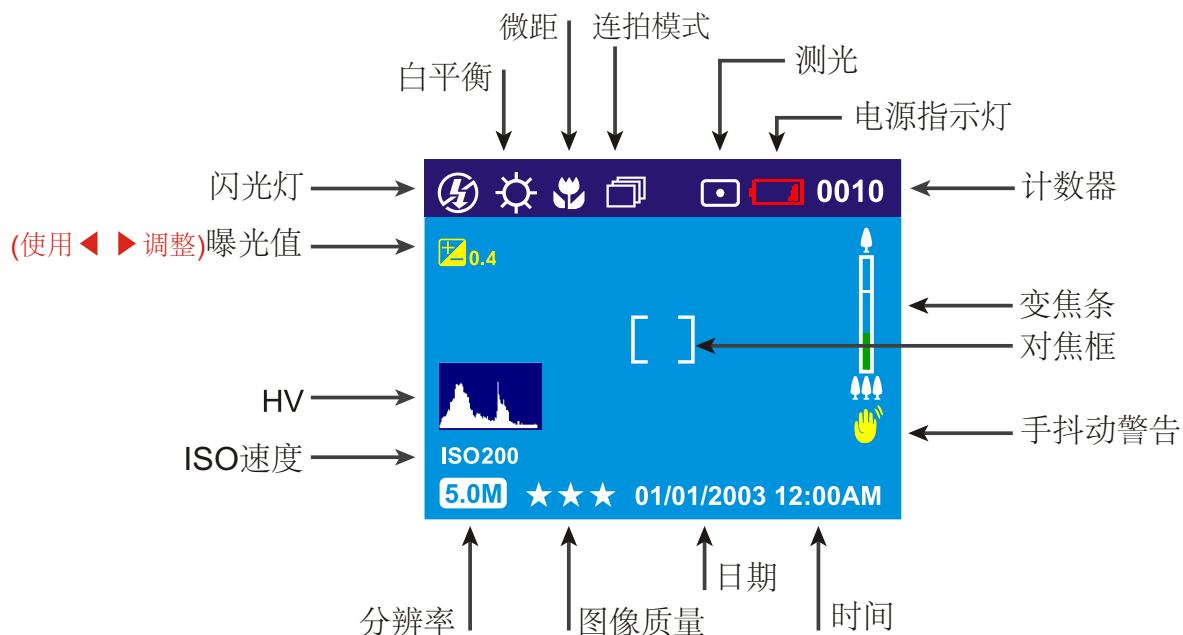 微距 连拍模式
白平衡 测光
电源指示灯
闪光灯 0010 计数器
(使用◀ ▶调整)曝光值 0.4
变焦条
对焦框
HV
手抖动警告
ISO速度 ISO200
5.0M ★★★ 01/01/2003 12:00AM
日期
分辨率 图像质量 时间